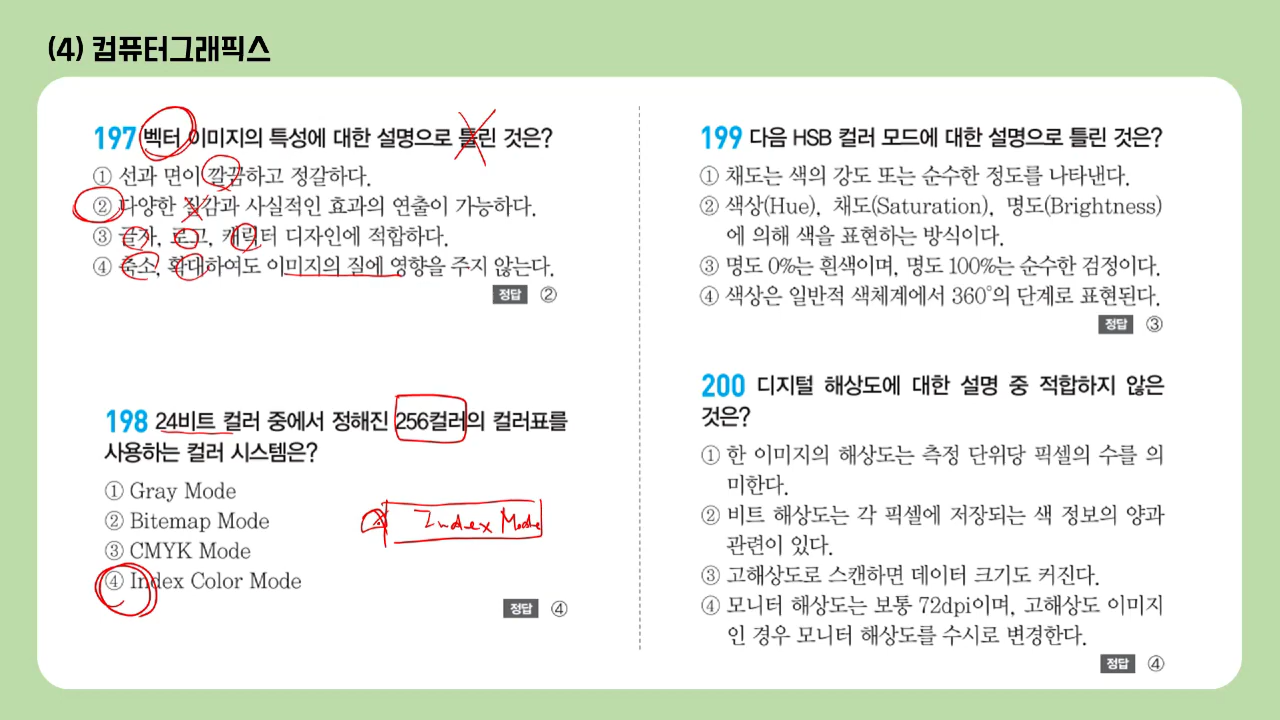 (4) 컴퓨터그래픽스
197 벡터 이미지의 특성에 대한 설명으로 틀린 것은?
① 선과 면이 깔끔하고 정갈하다.
② 다양한 질감과 사실적인 효과의 연출이 가능하다.
③ 글자, 로그, 캐릭터 디자인에 적합하다.
④ 축소, 확대하여도 이미지의 질에 영향을 주지 않는다.
정답 ②
198 24비트 컬러 중에서 정해진 256컬러의 컬러표를
사용하는 컬러 시스템은?
① Gray Mode
② Bitemap Mode
③ CMYK Mode
④ Index Color Mode
Index Mode
정답 ④
199 다음 HSB 컬러 모드에 대한 설명으로 틀린 것은?
① 채도는 색의 강도 또는 순수한 정도를 나타낸다.
② 색상(Hue), 채도(Saturation), 명도(Brightness)
에 의해 색을 표현하는 방식이다.
③ 명도 0%는 흰색이며, 명도 100%는 순수한 검정이다.
④ 색상은 일반적 색체계에서 360°의 단계로 표현된다.
정답 ③
200 디지털 해상도에 대한 설명 중 적합하지 않은
것은?
① 한 이미지의 해상도는 측정 단위당 픽셀의 수를 의
미한다.
② 비트 해상도는 각 픽셀에 저장되는 색 정보의 양과
관련이 있다.
③ 고해상도로 스캔하면 데이터 크기도 커진다.
④ 모니터 해상도는 보통 72dpi이며, 고해상도 이미지
인 경우 모니터 해상도를 수시로 변경한다.
정답 ④